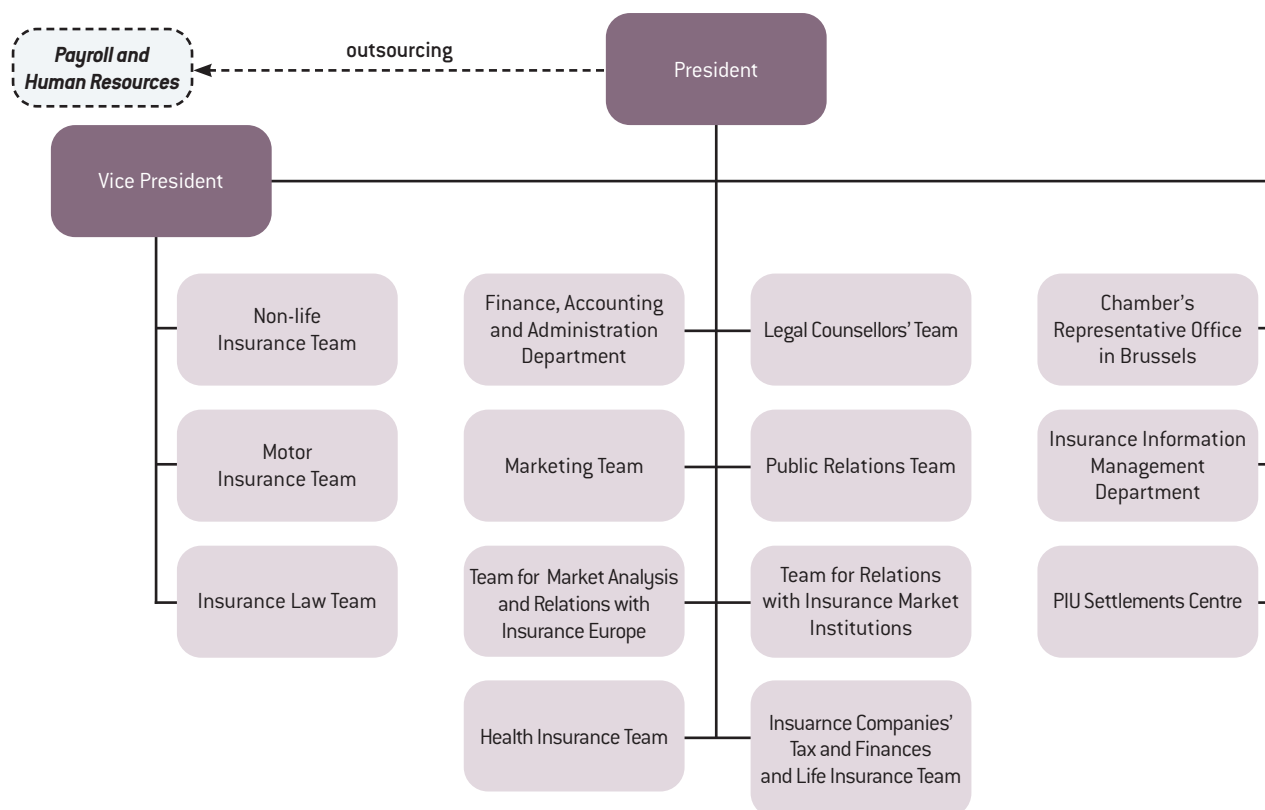 Payroll and
Human Resources
outsourcing
President
Vice President
Non-life
Insurance Team
Finance, Accounting
and Administration
Department
Legal Counsellors’ Team
Chamber’s
Representative Office
in Brussels
Motor
Insurance Team
Marketing Team
Public Relations Team
Insurance Information
Management
Department
Insurance Law Team
Team for Market Analysis
and Relations with
Insurance Europe
Team for Relations
with Insurance Market
Institutions
PIU Settlements Centre
Health Insurance Team
Insuarnce Companies’
Tax and Finances
and Life Insurance Team